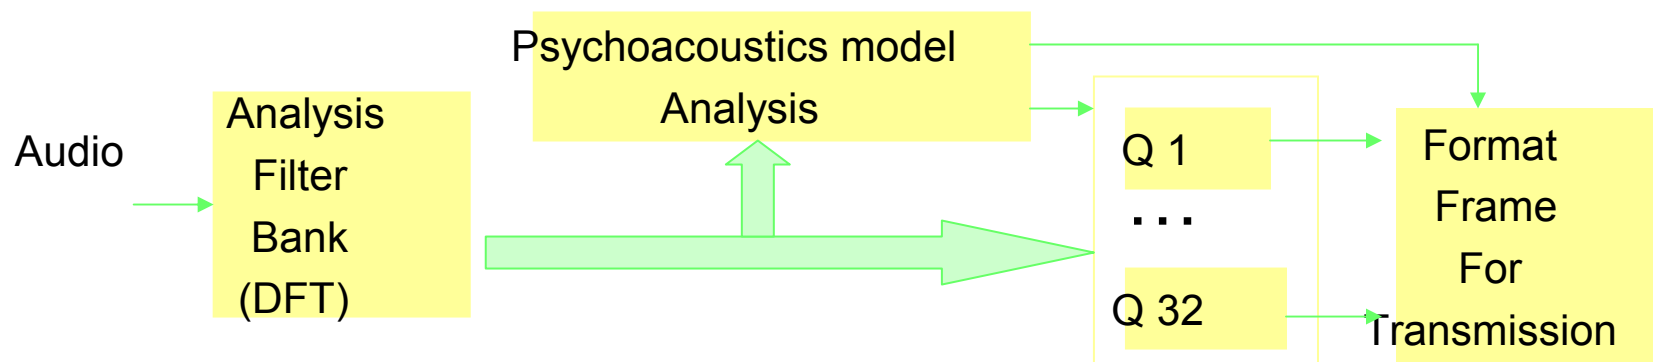 Audio
Analysis
Filter
Bank
(DFT)
Psychoacoustics model
Analysis
Q 1
...
Q 32
Format
Frame
For
Transmission